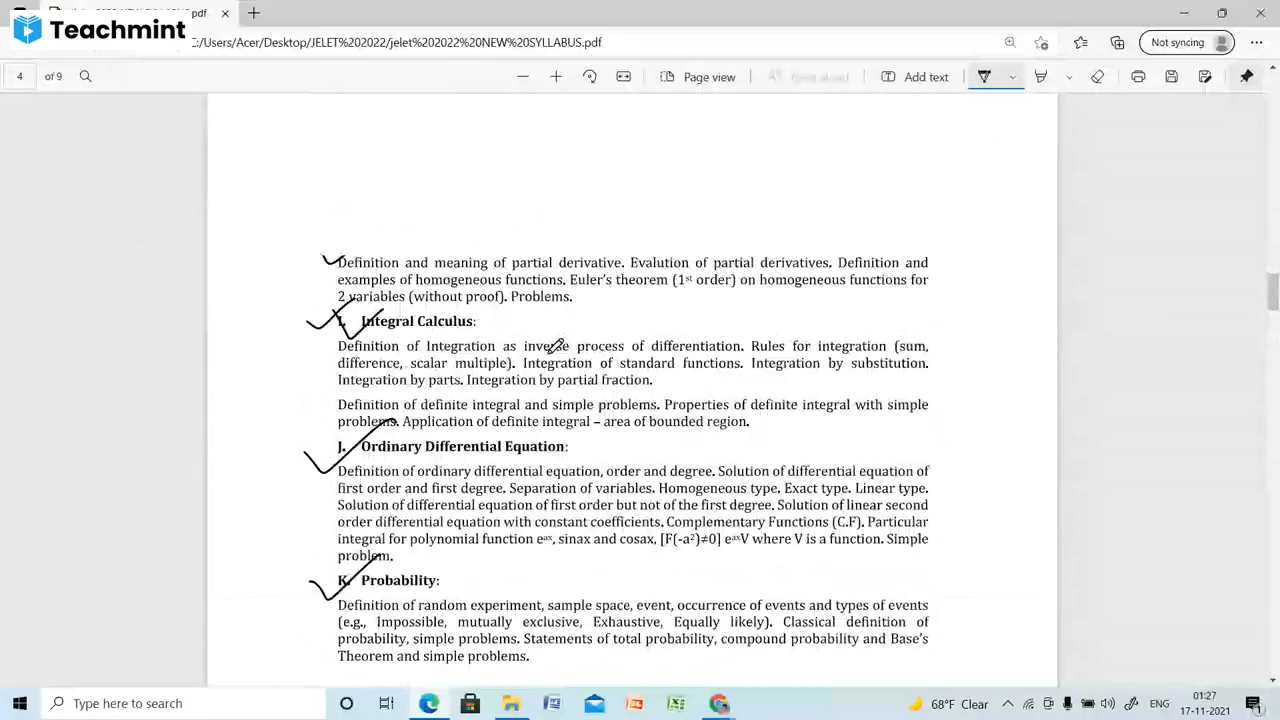 .pdf
Teachmint
C:/Users/Acer/Desktop/JELET%202022/jelet%202022%20NEW%20SYLLABUS.pdf
Not syncing
4 of 9
Page view
Add text
Definition and meaning of partial derivative. Evalution of partial derivatives. Definition and
examples of homogeneous functions. Euler's theorem (1st order) on homogeneous functions for
2 variables (without proof). Problems.
I. Integral Calculus:
Definition of Integration as inverse process of differentiation. Rules for integration (sum,
difference, scalar multiple). Integration of standard functions. Integration by substitution.
Integration by parts. Integration by partial fraction.
Definition of definite integral and simple problems. Properties of definite integral with simple
problems. Application of definite integral – area of bounded region.
J. Ordinary Differential Equation:
Definition of ordinary differential equation, order and degree. Solution of differential equation of
first order and first degree. Separation of variables. Homogeneous type. Exact type. Linear type.
Solution of differential equation of first order but not of the first degree. Solution of linear second
order differential equation with constant coefficients. Complementary Functions (C.F). Particular
integral for polynomial function eax, sinax and cosax, [F(-a²)≠0] eaxV where V is a function. Simple
problem.
K. Probability:
Definition of random experiment, sample space, event, occurrence of events and types of events
(e.g., Impossible, mutually exclusive, Exhaustive, Equally likely). Classical definition of
probability, simple problems. Statements of total probability, compound probability and Base's
Theorem and simple problems.
Type here to search
68°F Clear
ENG
01:27
17-11-2021